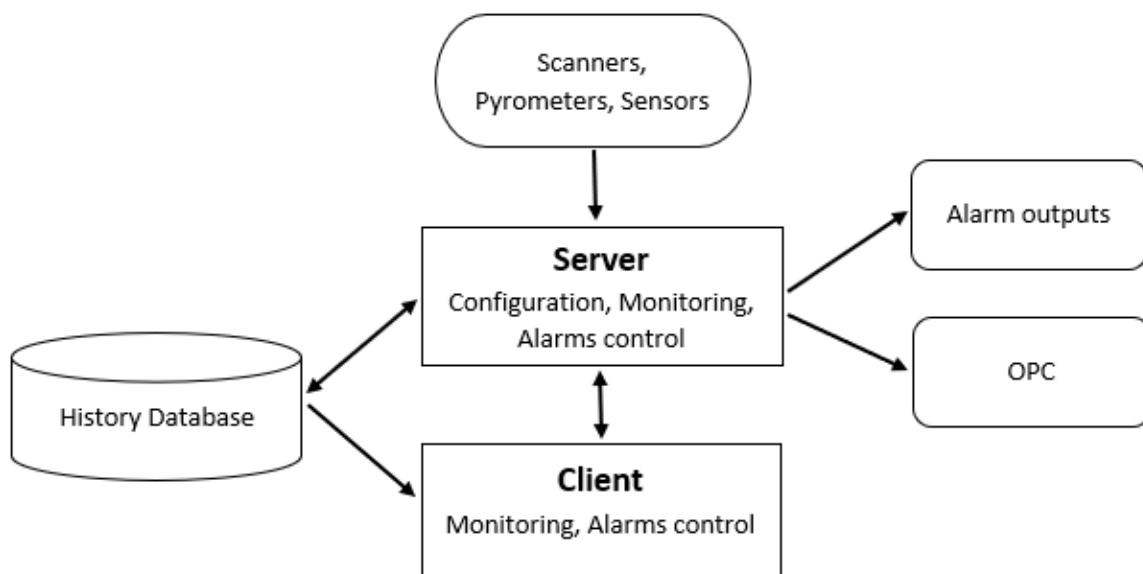 Scanners,
Pyrometers, Sensors
Alarm outputs
Server
Configuration, Monitoring,
Alarms control
OPC
History Database
Client
Monitoring, Alarms control